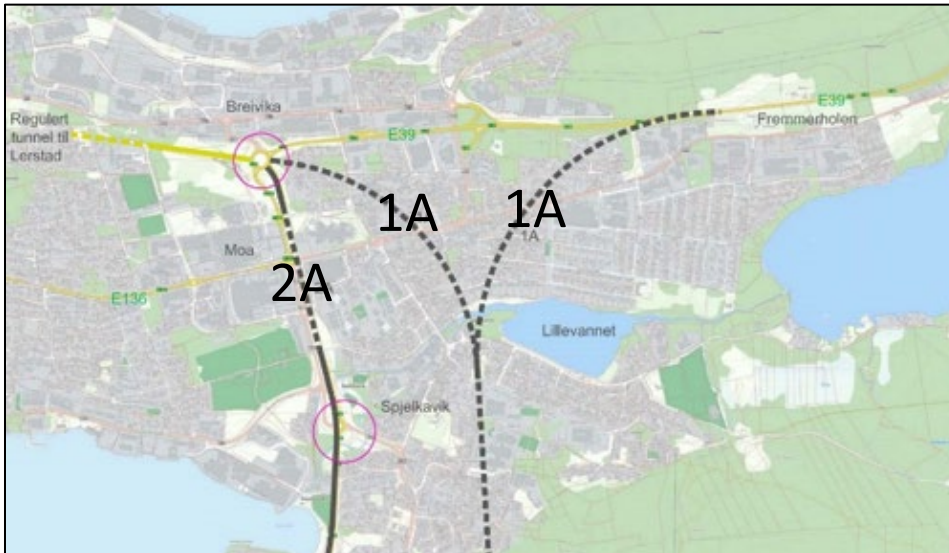 E39
Fremmerholen
Breivika
Regulert
tunnel til
Lerstad
E39
1A
1A
1A
Moa
2A
E136
Lillevannet
Spjelkavik